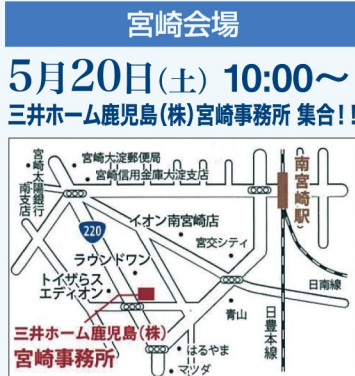 宮崎会場
5月20日(土) 10:00〜
三井ホーム鹿児島(株)宮崎事務所 集合!!
宮崎太陽銀行
南支店
宮崎大淀郵便局
宮崎信用金庫大淀支店
南宮崎駅
イオン南宮崎店
220
宮交シティ
ラウンドワン
トイザらス
エディオン
日南線
青山
日豊本線
三井ホーム鹿児島(株)
宮崎事務所
はるやま
マツダ